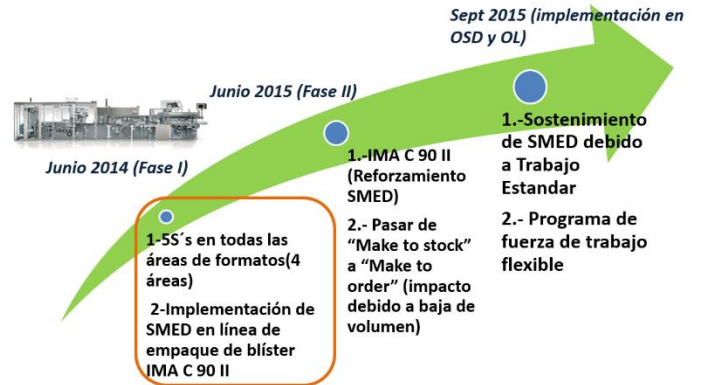 Sept 2015 (implementación en
OSD y OL)
Junio 2015 (Fase II)
Junio 2014 (Fase I)
1-5S´s en todas las
áreas de formatos(4
áreas)
2-Implementación de
SMED en línea de
empaque de blíster
IMA C 90 II
1.-IMA C 90 II
(Reforzamiento
SMED)
2.- Pasar de
“Make to stock”
a “Make to
order” (impacto
debido a baja de
volumen)
1.-Sostenimiento
de SMED debido
a Trabajo
Estandar
2.- Programa de
fuerza de trabajo
flexible